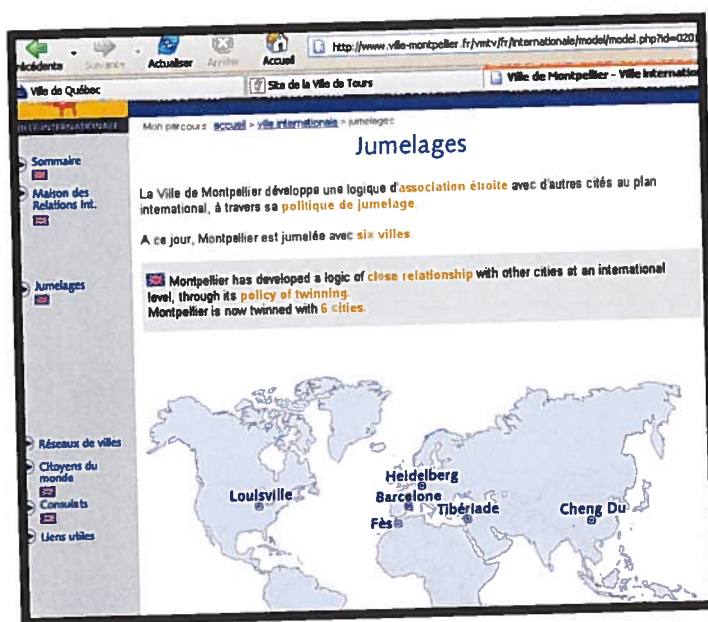 Précédente Suivante Actualiser Arrêter Accueil http://www.ville-montpellier.fr/vmtv/fr/internationale/model/model.php?id=020
Ville de Québec Site de la Ville de Tours Ville de Montpellier - Ville internatio
VILLE INTERNATIONALE
Mon parcours : accueil > ville internationale > jumelages
Jumelages
Sommaire
Maison des
Relations Int.
Jumelages
Réseaux de villes
Citoyens du
monde
Consulats
Liens utiles
La Ville de Montpellier développe une logique d'association étroite avec d'autres cités au plan
international, à travers sa politique de jumelage.
A ce jour, Montpellier est jumelée avec six villes
Montpellier has developed a logic of close relationship with other cities at an international
level, through its policy of twinning.
Montpellier is now twinned with 6 cities.
Heidelberg
Louisville
Barcelone
Tibériade
Cheng Du
Fès